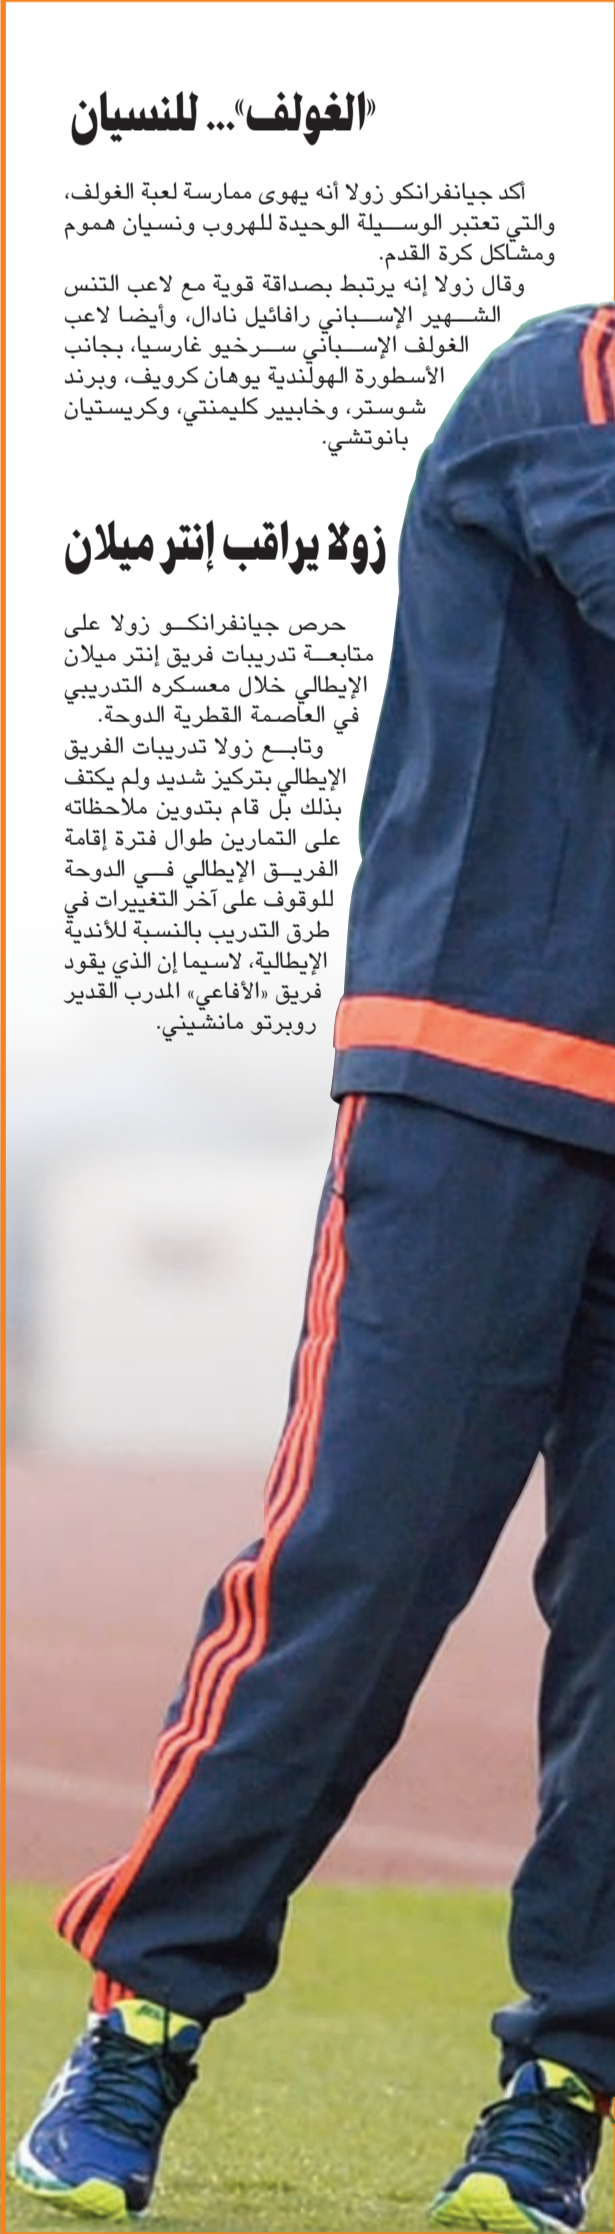 «الغولف»... للنسيان
أكد جيانفرانكو زولا أنه يهوى ممارسة لعبة الغولف،
والتي تعتبر الوسيلة الوحيدة للهروب ونسيان هموم
ومشاكل كرة القدم.
وقال زولا إنه يرتبط بصداقة قوية مع لاعب التنس
الشهير الإسباني رافائيل نادال، وأيضا لاعب
الغولف الإسباني سرخيو غارسيا، بجانب
الأسطورة الهولندية يوهان كرويف، وبرند
شوستر، وخابيير كليمنتي، وكريستيان
بانوتشي.
زولا يراقب إنتر ميلان
حرص جيانفرانكو زولا على
متابعة تدريبات فريق إنتر ميلان
الإيطالي خلال معسكره التدريبي
في العاصمة القطرية الدوحة.
وتابع زولا تدريبات الفريق
الإيطالي بتركيز شديد ولم يكتف
بذلك بل قام بتدوين ملاحظاته
على التمارين طوال فترة إقامة
الفريق الإيطالي في الدوحة
للوقوف على آخر التغييرات في
طرق التدريب بالنسبة للأندية
الإيطالية، لاسيما إن الذي يقود
فريق «الأفاعي» المدرب القدير
روبرتو مانشيني.